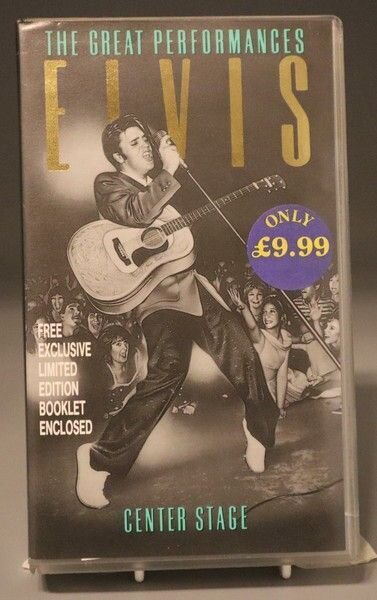 THE GREAT PERFORMANCES
ELVIS
ONLY
£9.99
FREE
EXCLUSIVE
LIMITED
EDITION
BOOKLET
ENCLOSED
CENTER STAGE